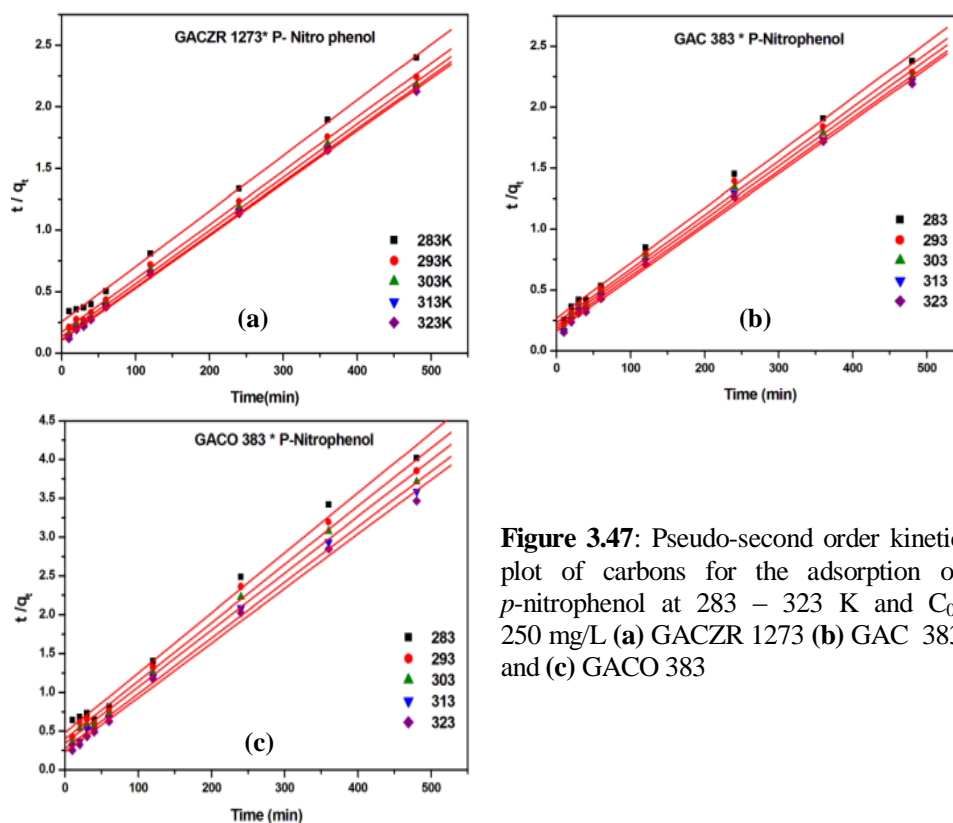 GACZR 1273* P- Nitro phenol
2.5
2.0
1.5
1.0
0.5
0.0
t / qt
283K
293K
303K
313K
323K
(a)
0 100 200 300 400 500
Time(min)
GAC 383 * P-Nitrophenol
2.5
2.0
1.5
1.0
0.5
0.0
t / qt
283
293
303
313
323
(b)
0 100 200 300 400 500
Time (min)
GACO 383 * P-Nitrophenol
4.5
4.0
3.5
3.0
2.5
2.0
1.5
1.0
0.5
0.0
t /qt
283
293
303
313
323
(c)
0 100 200 300 400 500
Time (min)
Figure 3.47: Pseudo-second order kinetic
plot of carbons for the adsorption o
p-nitrophenol at 283 – 323 K and C0
250 mg/L (a) GACZR 1273 (b) GAC 383
and (c) GACO 383